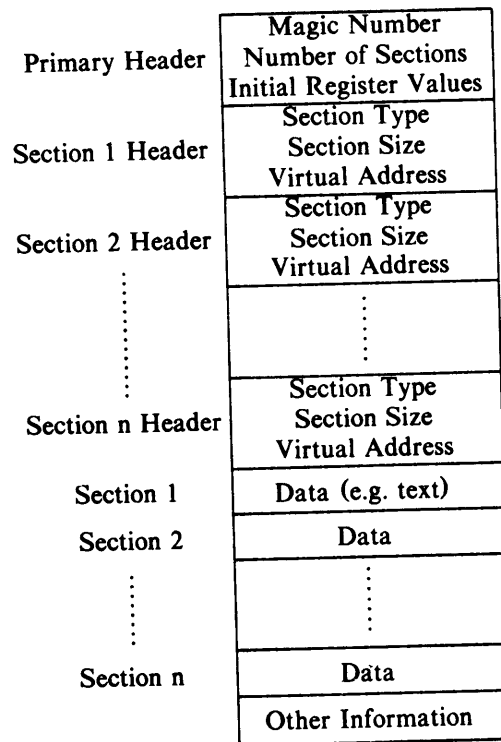 Primary Header
Magic Number
Number of Sections
Initial Register Values
Section 1 Header
Section Type
Section Size
Virtual Address
Section 2 Header
Section Type
Section Size
Virtual Address
Section n Header
Section Type
Section Size
Virtual Address
Section 1
Data (e.g. text)
Section 2
Data
Section n
Data
Other Information